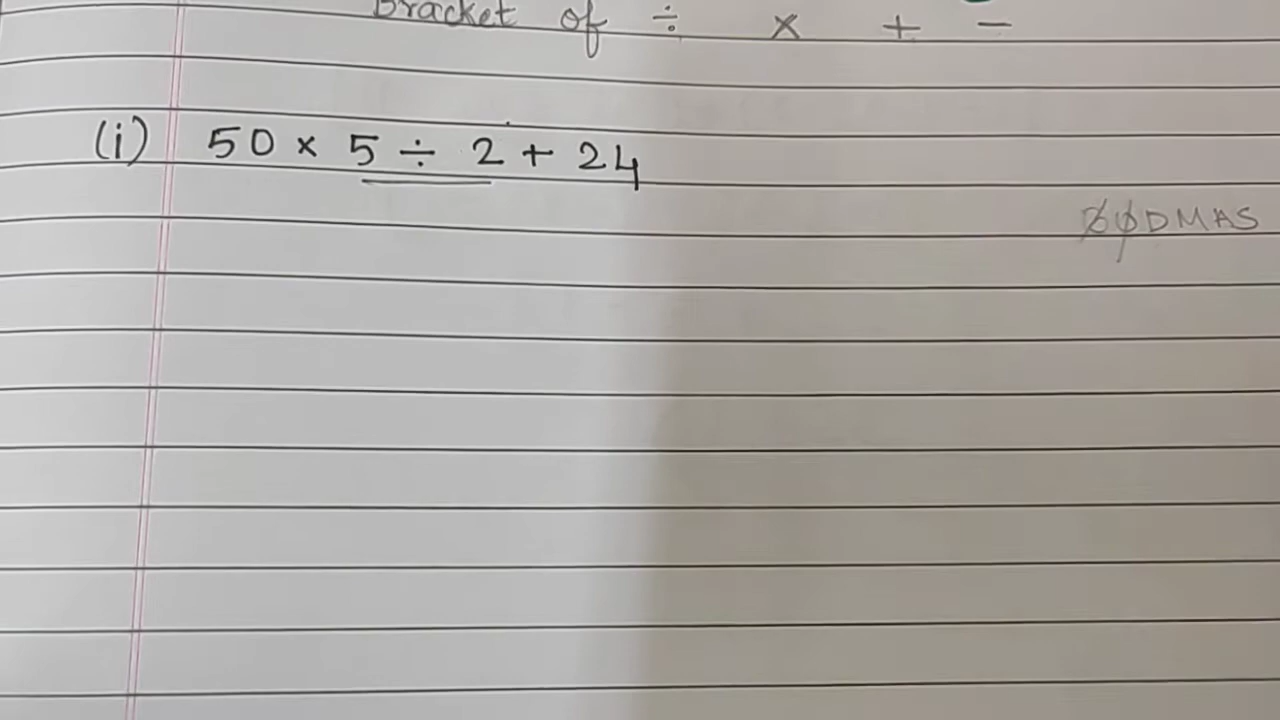 Bracket of ÷ × + -
(i) 50 × 5 ÷ 2 + 24
BODMAS